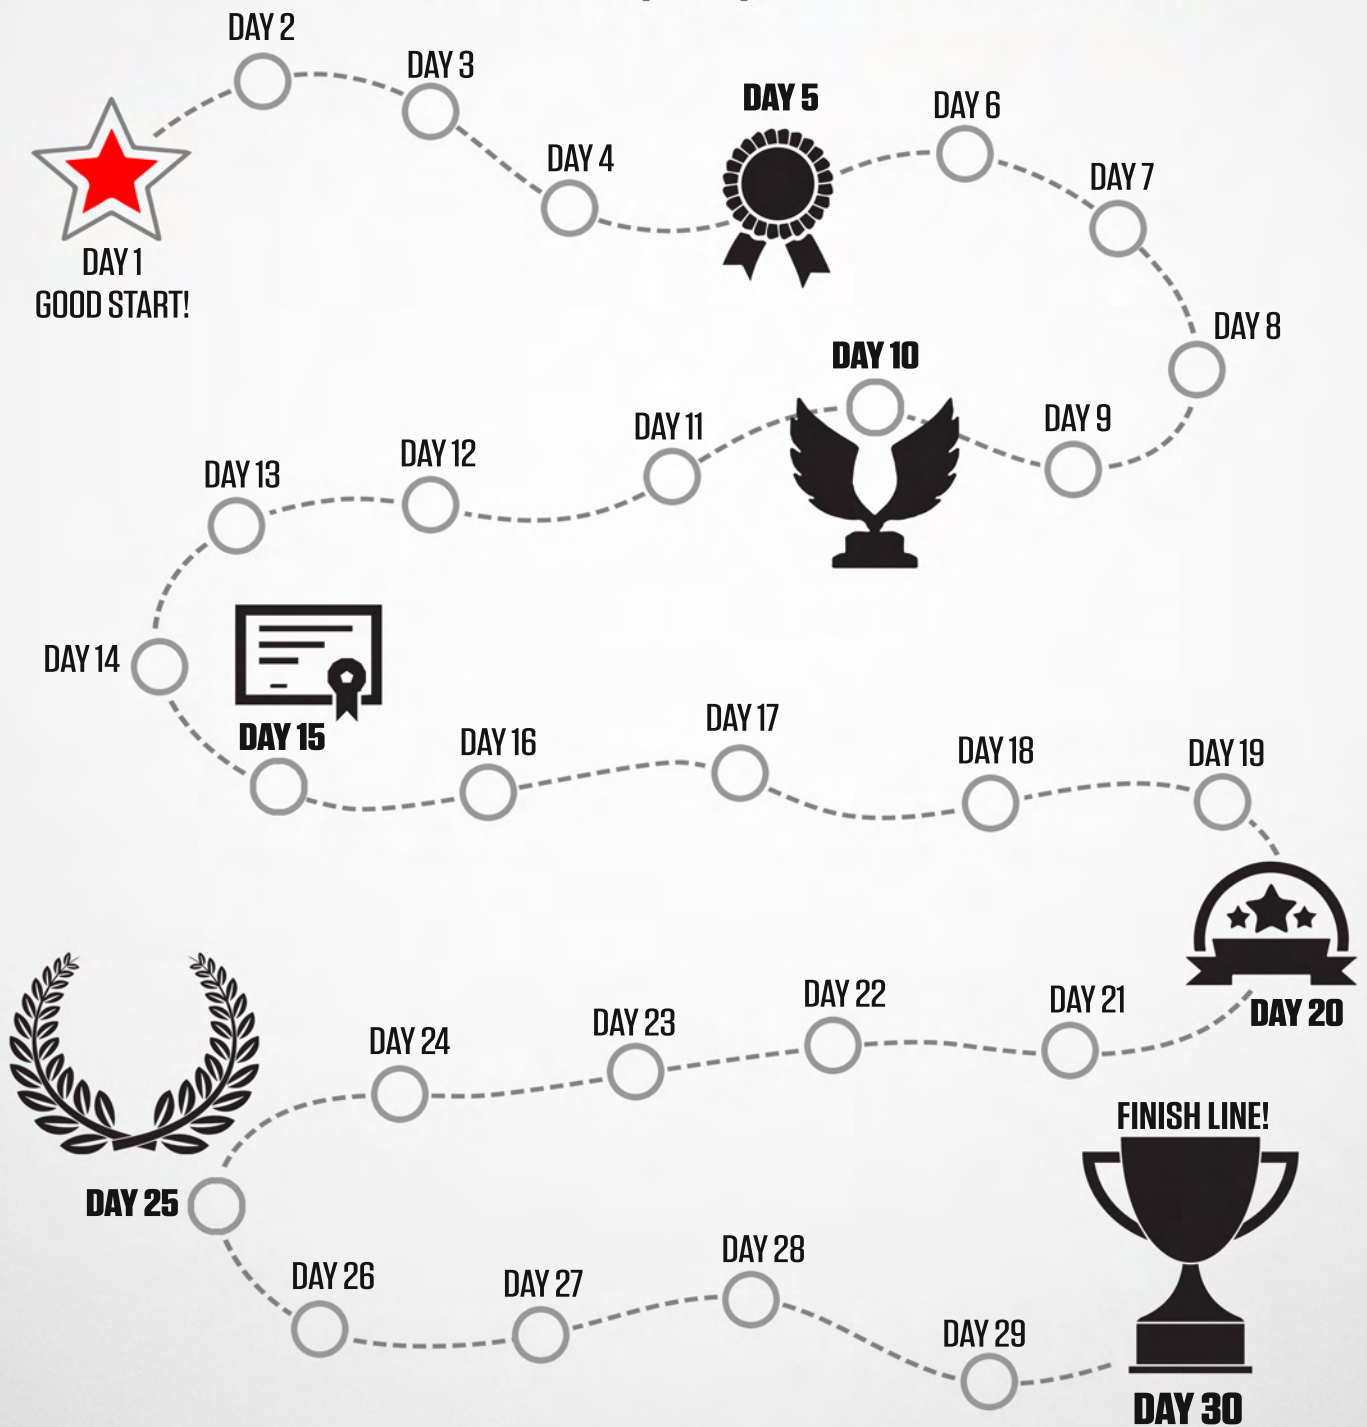 DAY 1
GOOD START!
DAY 2
DAY 3
DAY 4
DAY 5
DAY 6
DAY 7
DAY 8
DAY 9
DAY 10
DAY 11
DAY 12
DAY 13
DAY 14
DAY 15
DAY 16
DAY 17
DAY 18
DAY 19
DAY 20
DAY 21
DAY 22
DAY 23
DAY 24
DAY 25
DAY 26
DAY 27
DAY 28
DAY 29
FINISH LINE!
DAY 30